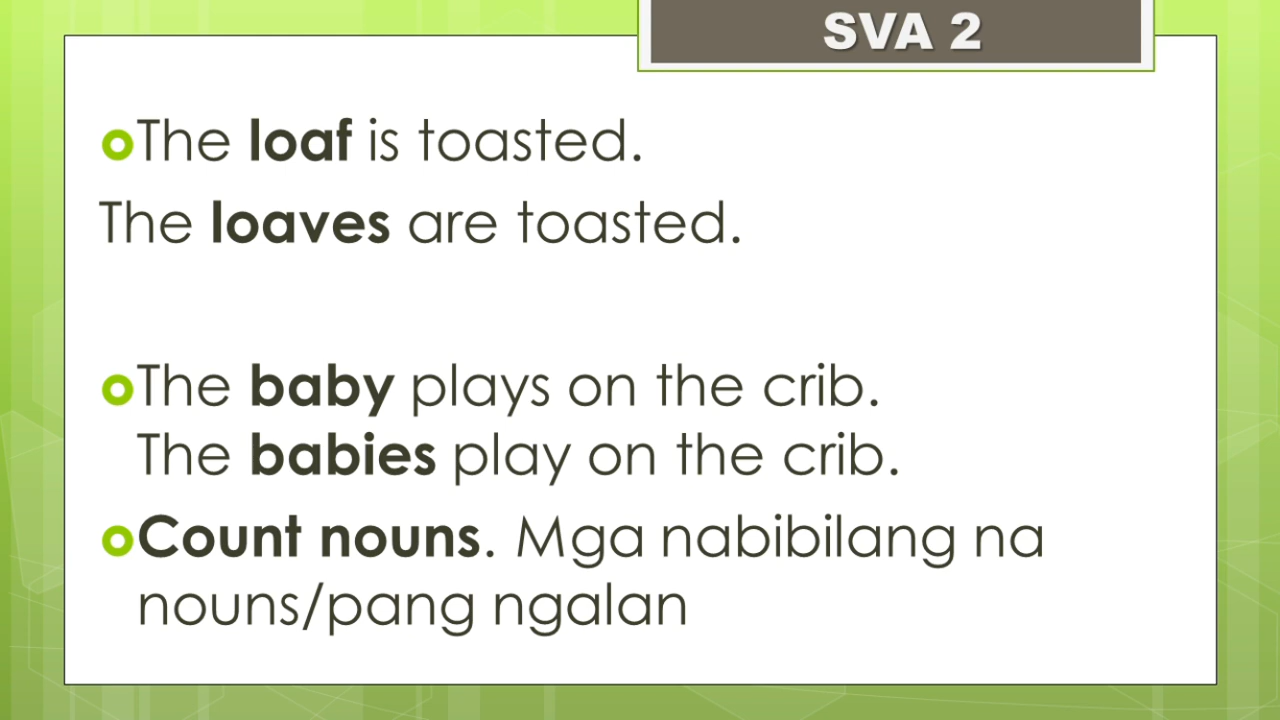 SVA 2
The loaf is toasted.
The loaves are toasted.
The baby plays on the crib.
The babies play on the crib.
Count nouns. Mga nabibilang na
nouns/pang ngalan